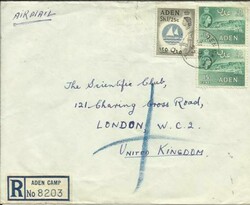 AIRMAIL
ADEN
ADEN
ADEN
The Scientific Club,
121 Charing Cross Road,
LONDON W.C.2.
UNITED KINGDOM.
R
ADEN CAMP
No 8203